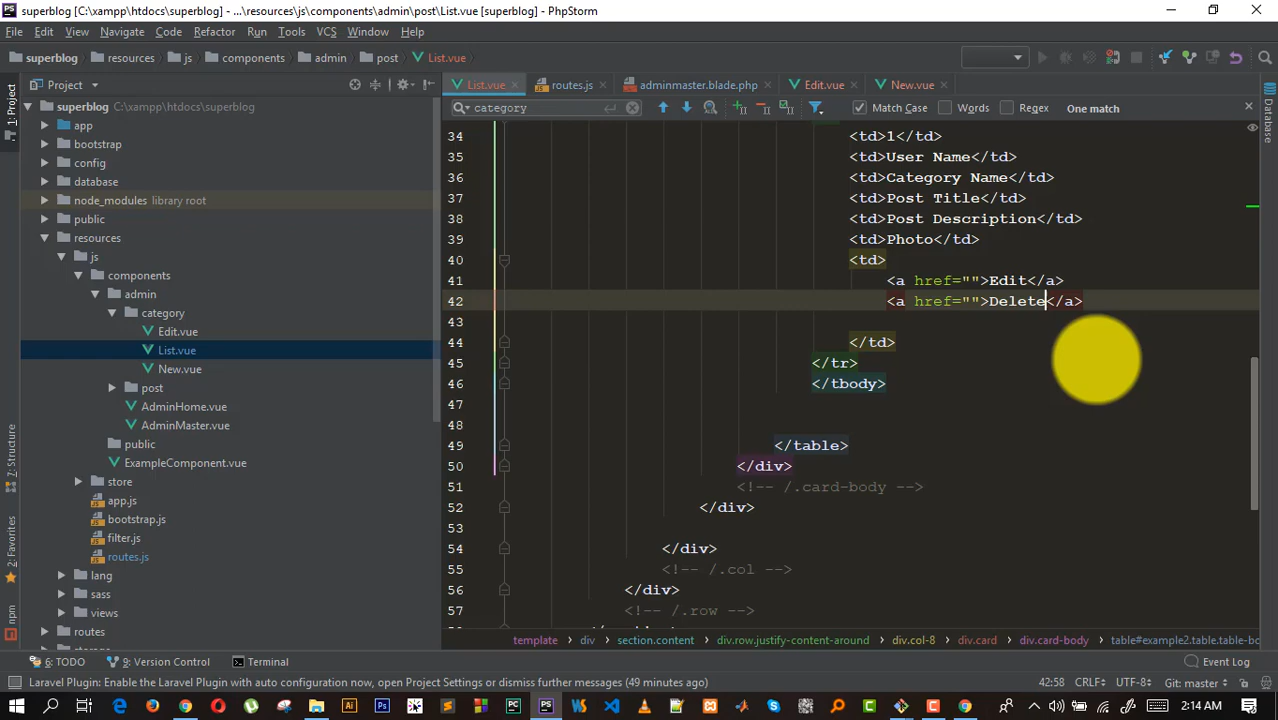 superblog [C:\xampp\htdocs\superblog] - ...\resources\js\components\admin\post\List.vue [superblog] - PhpStorm
File Edit View Navigate Code Refactor Run Tools VCS Window Help
superblog resources js components admin post List.vue
Project
List.vue routes.js adminmaster.blade.php Edit.vue New.vue
category Match Case Words Regex One match
1: Project
7: Structure
2: Favorites
npm
Database
superblog C:\xampp\htdocs\superblog
app
bootstrap
config
database
node_modules library root
public
resources
js
components
admin
category
Edit.vue
List.vue
New.vue
post
AdminHome.vue
AdminMaster.vue
public
ExampleComponent.vue
store
app.js
bootstrap.js
filter.js
routes.js
lang
sass
views
routes
34 <td>1</td>
35 <td>User Name</td>
36 <td>Category Name</td>
37 <td>Post Title</td>
38 <td>Post Description</td>
39 <td>Photo</td>
40 <td>
41 <a href="">Edit</a>
42 <a href="">Delete</a>
43
44 </td>
45 </tr>
46 </tbody>
47
48
49 </table>
50 </div>
51 <!-- /.card-body -->
52 </div>
53
54 </div>
55 <!-- /.col -->
56 </div>
57 <!-- /.row -->
template div section.content div.row.justify-content-around div.col-8 div.card div.card-body table#example2.table.table-bo
6: TODO 9: Version Control Terminal Event Log
Laravel Plugin: Enable the Laravel Plugin with auto configuration now, open Project Settings or dismiss further messages (49 minutes ago) 42:58 CRLF UTF-8 Git: master
2:14 AM